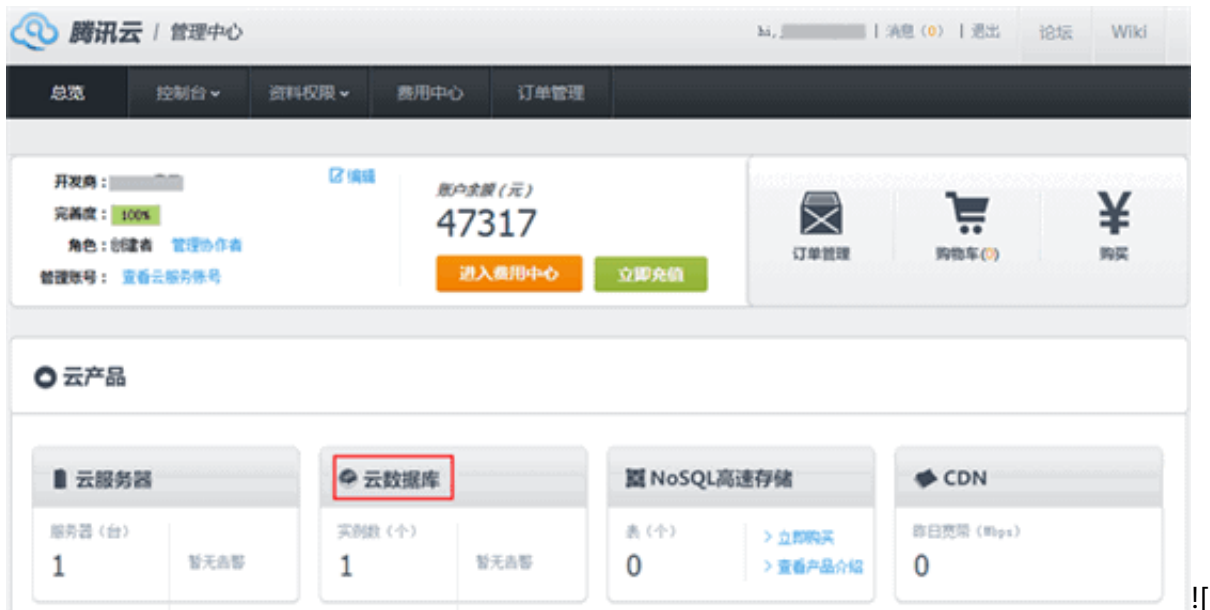 腾讯云 / 管理中心
hi, | 消息 (0) | 退出 论坛 Wiki
总览 控制台 资料权限 费用中心 订单管理
开发商： 编辑
完善度： 100%
角色：创建者 管理协作者
管理账号： 查看云服务账号
账户余额(元)
47317
进入费用中心 立即充值
订单管理 购物车(0) 购买
云产品
云服务器 云数据库 NoSQL高速存储 CDN
服务器（台） 实例数（个） 表（个） 昨日宽带（Mbps）
1 暂无告警 1 暂无告警 0 > 立即购买 0
> 查看产品介绍
![